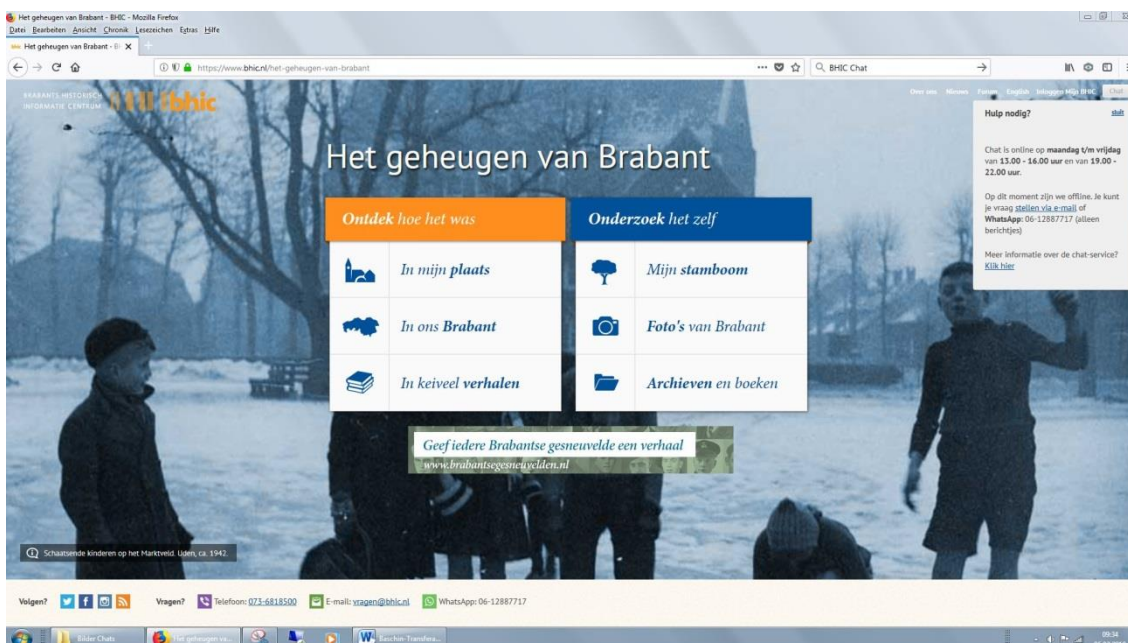 Het geheugen van Brabant - BHIC - Mozilla Firefox
Datei Bearbeiten Ansicht Chronik Lesezeichen Extras Hilfe
Het geheugen van Brabant - B
https://www.bhic.nl/het-geheugen-van-brabant
BHIC Chat
BRABANTS HISTORISCH
INFORMATIE CENTRUM
bhic
Over ons Nieuws Forum English Inloggen Mijn BHIC Chat
Hulp nodig? sluit
Chat is online op maandag t/m vrijdag
van 13.00 - 16.00 uur en van 19.00 -
22.00 uur.
Op dit moment zijn we offline. Je kunt
je vraag stellen via e-mail of
WhatsApp: 06-12887717 (alleen
berichtjes)
Meer informatie over de chat-service?
Klik hier
Het geheugen van Brabant
Ontdek hoe het was
In mijn plaats
In ons Brabant
In keiveel verhalen
Onderzoek het zelf
Mijn stamboom
Foto's van Brabant
Archieven en boeken
Geef iedere Brabantse gesneuvelde een verhaal
www.brabantsegesneuvelden.nl
Schaatsende kinderen op het Marktveld. Uden, ca. 1942.
Volgen? Vragen? Telefoon: 073-6818500 E-mail: vragen@bhic.nl WhatsApp: 06-12887717
Bilder Chats Het geheugen va... Baschin-Transfera...
09:34